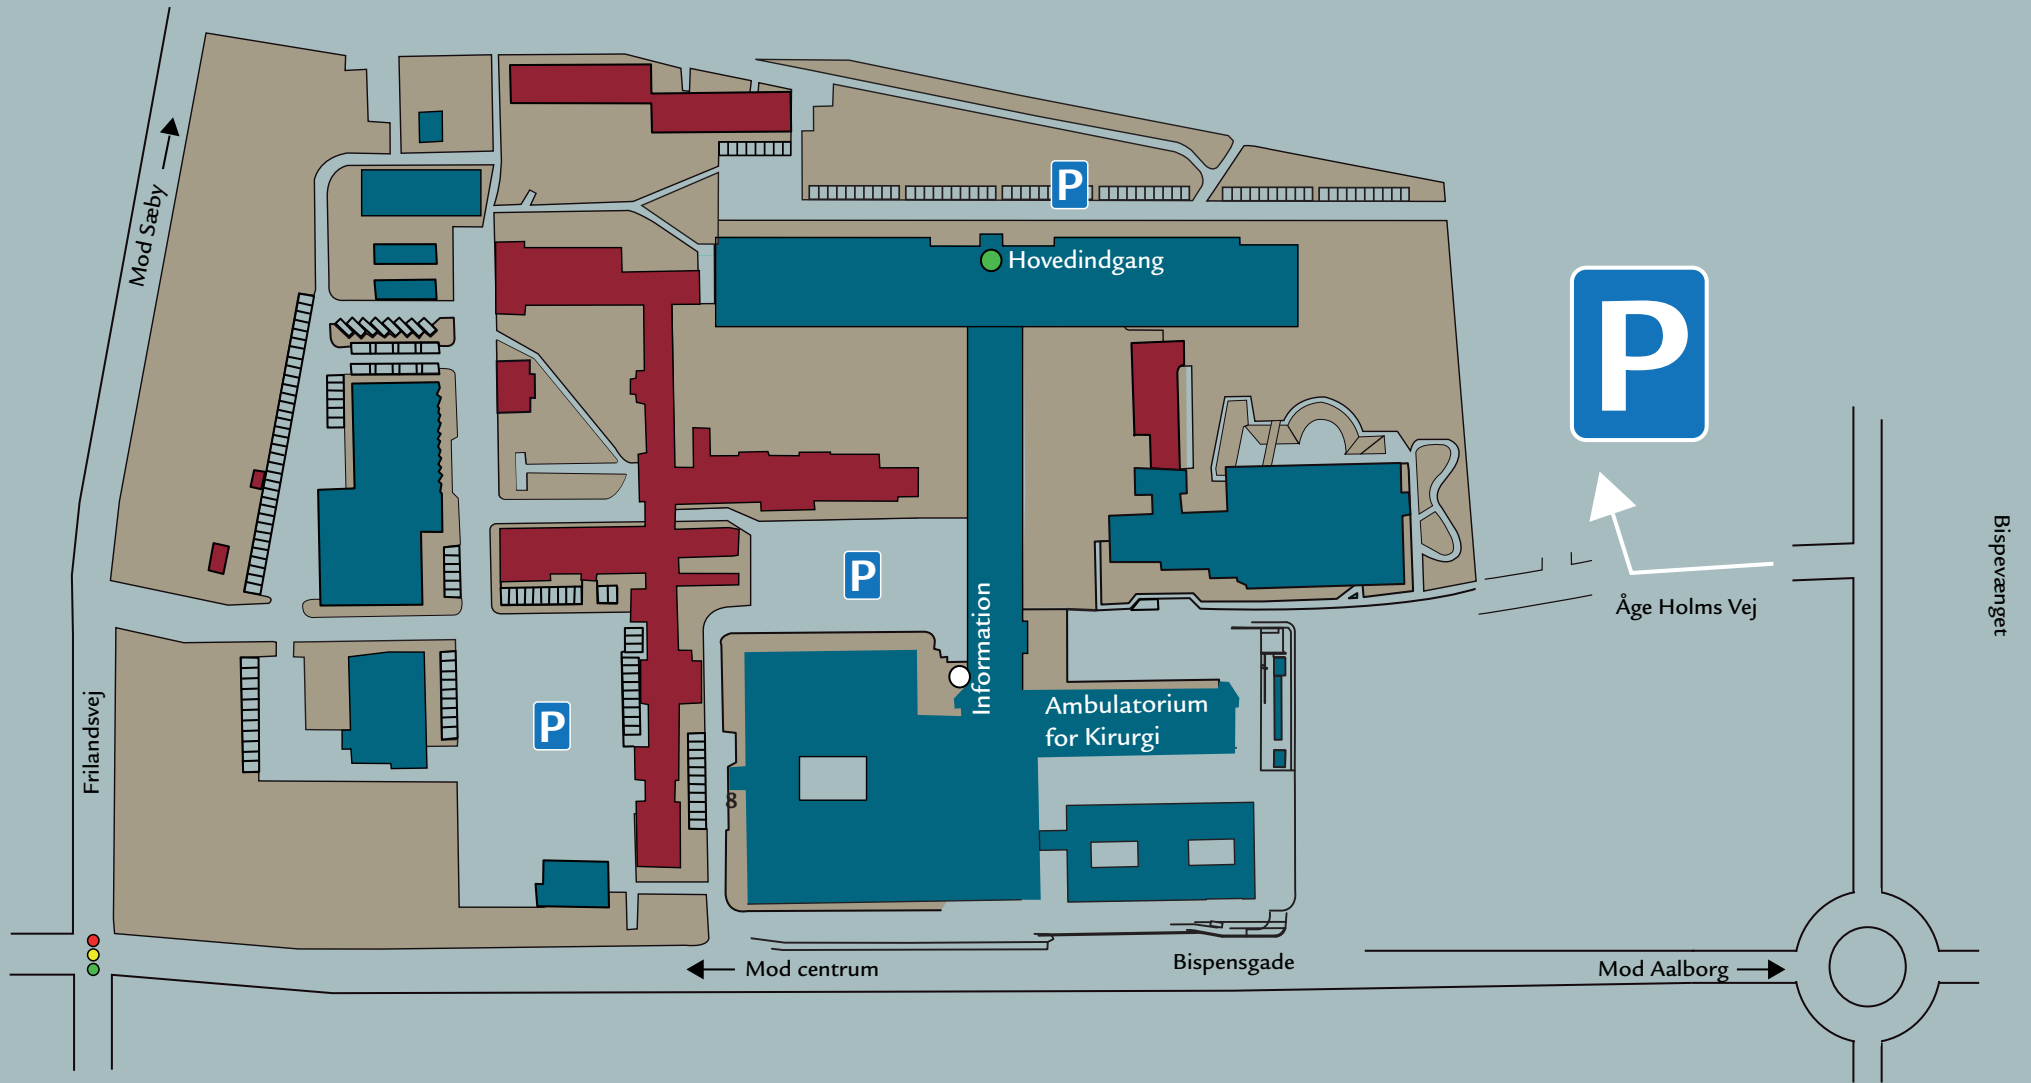 Mod Sæby
P
Hovedindgang
P
P
Information
Bispevænget
Åge Holms Vej
P
Ambulatorium
for Kirurgi
Frilandsvej
8
Mod centrum
Bispensgade
Mod Aalborg